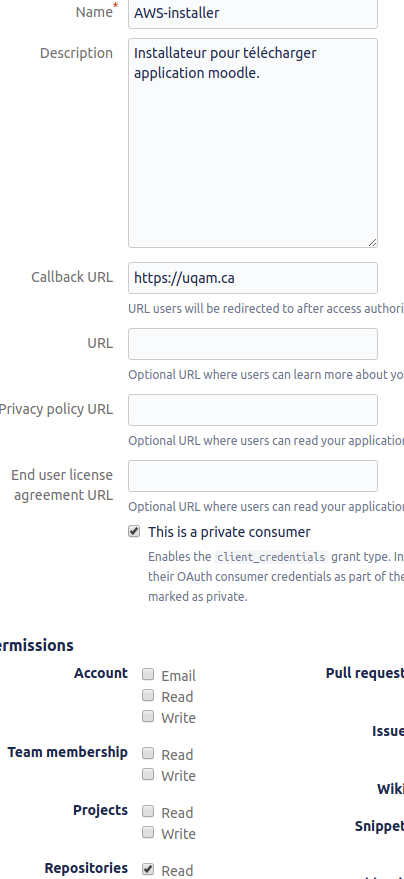 Name*
AWS-installer
Description
Installateur pour télécharger
application moodle.
Callback URL
https://uqam.ca
URL users will be redirected to after access authori
URL
Optional URL where users can learn more about yo
Privacy policy URL
Optional URL where users can read your application
End user license
agreement URL
Optional URL where users can read your application
This is a private consumer
Enables the client_credentials grant type. In
their OAuth consumer credentials as part of the
marked as private.
ermissions
Account
Email
Pull request
Read
Write
Issue
Team membership
Read
Write
Wiki
Projects
Read
Snippet
Write
Repositories
Read